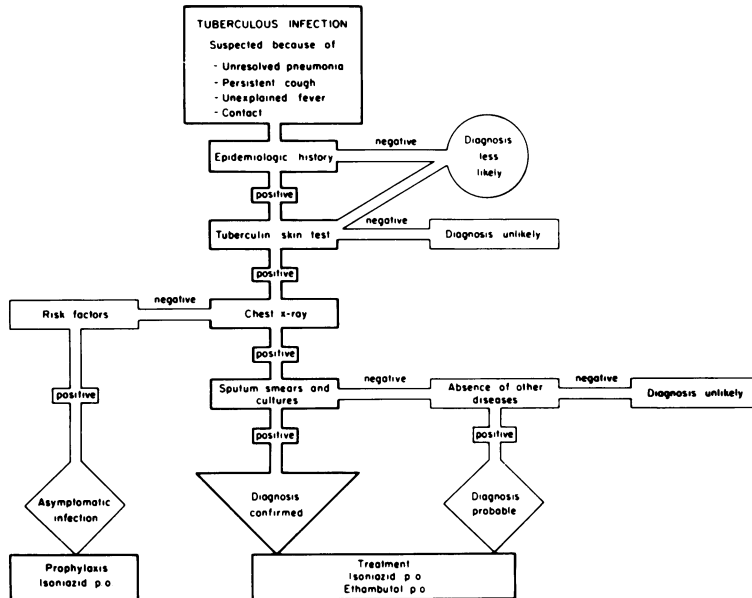 TUBERCULOUS INFECTION
Suspected because of
- Unresolved pneumonia
- Persistent cough
- Unexplained fever
- Contact
Epidemiologic history
negative
Diagnosis
less
likely
positive
Tuberculin skin test
negative
Diagnosis unlikely
positive
Risk factors
negative
Chest x-ray
positive
positive
Sputum smears and
cultures
negative
Absence of other
diseases
negative
Diagnosis unlikely
positive
positive
Asymptomatic
infection
Diagnosis
confirmed
Diagnosis
probable
Prophylaxis
Isoniazid p.o
Treatment
Isoniazid p o
Ethambutol p o